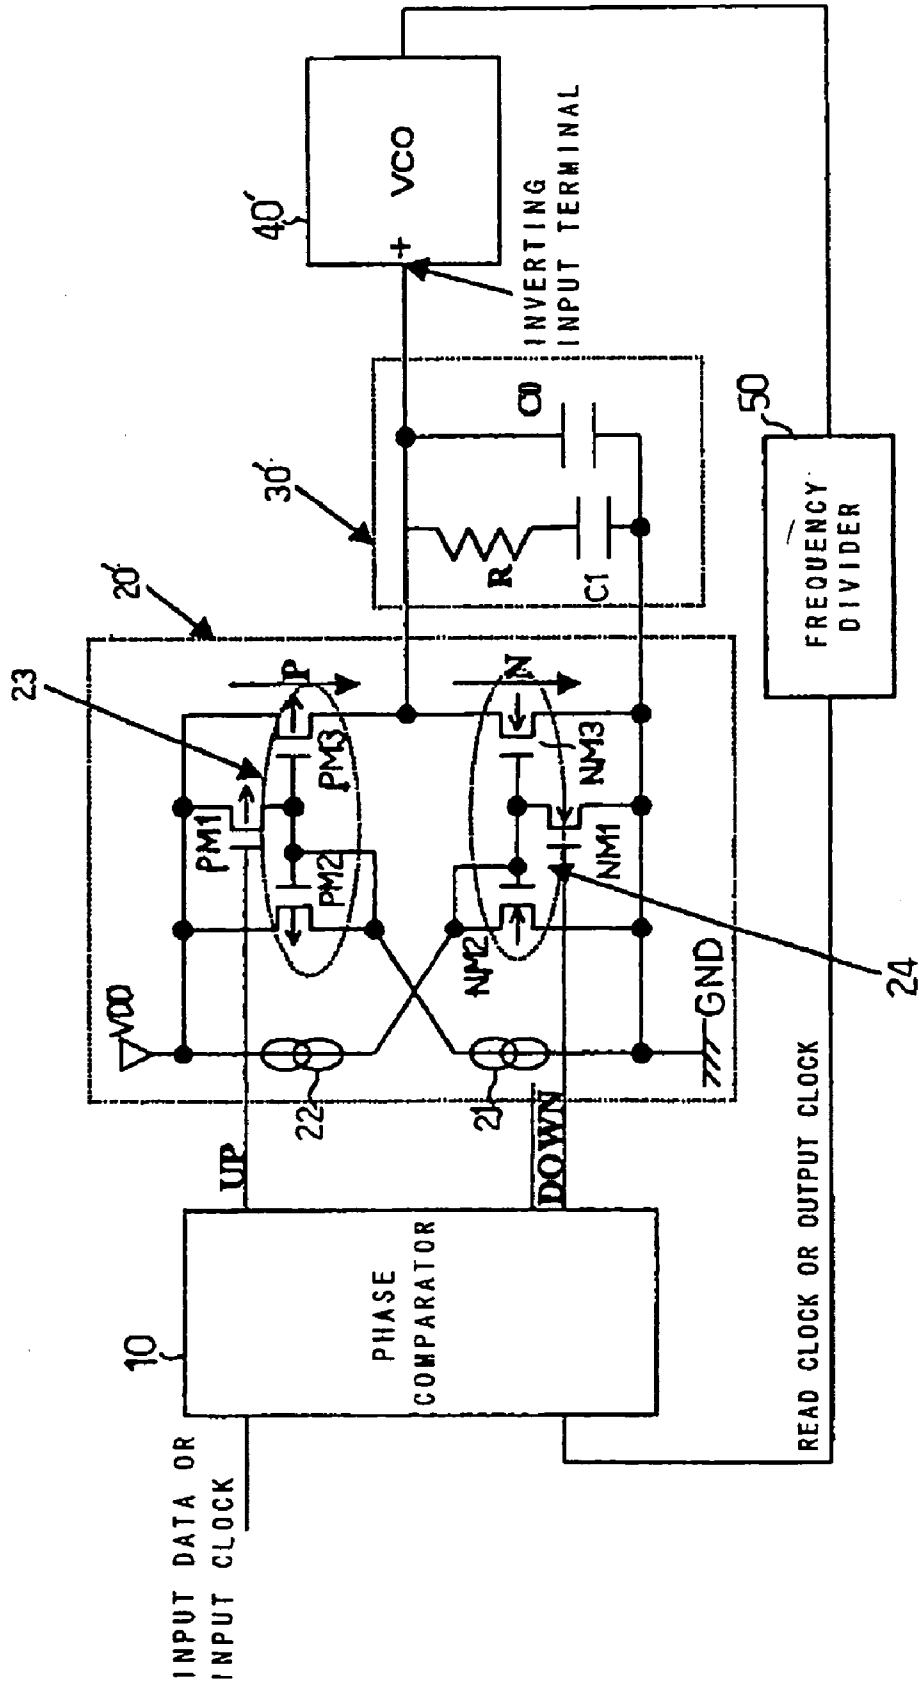 INPUT DATA OR
INPUT CLOCK
10
PHASE
COMPARATOR
UP
DOWN
READ CLOCK OR OUTPUT CLOCK
20'
VDD
22
21
GND
23
PM1
PM2
PM3
P
NM2
NM1
NM3
N
24
30'
R
C1
C0
40'
VCO
+
INVERTING
INPUT TERMINAL
50
FREQUENCY
DIVIDER